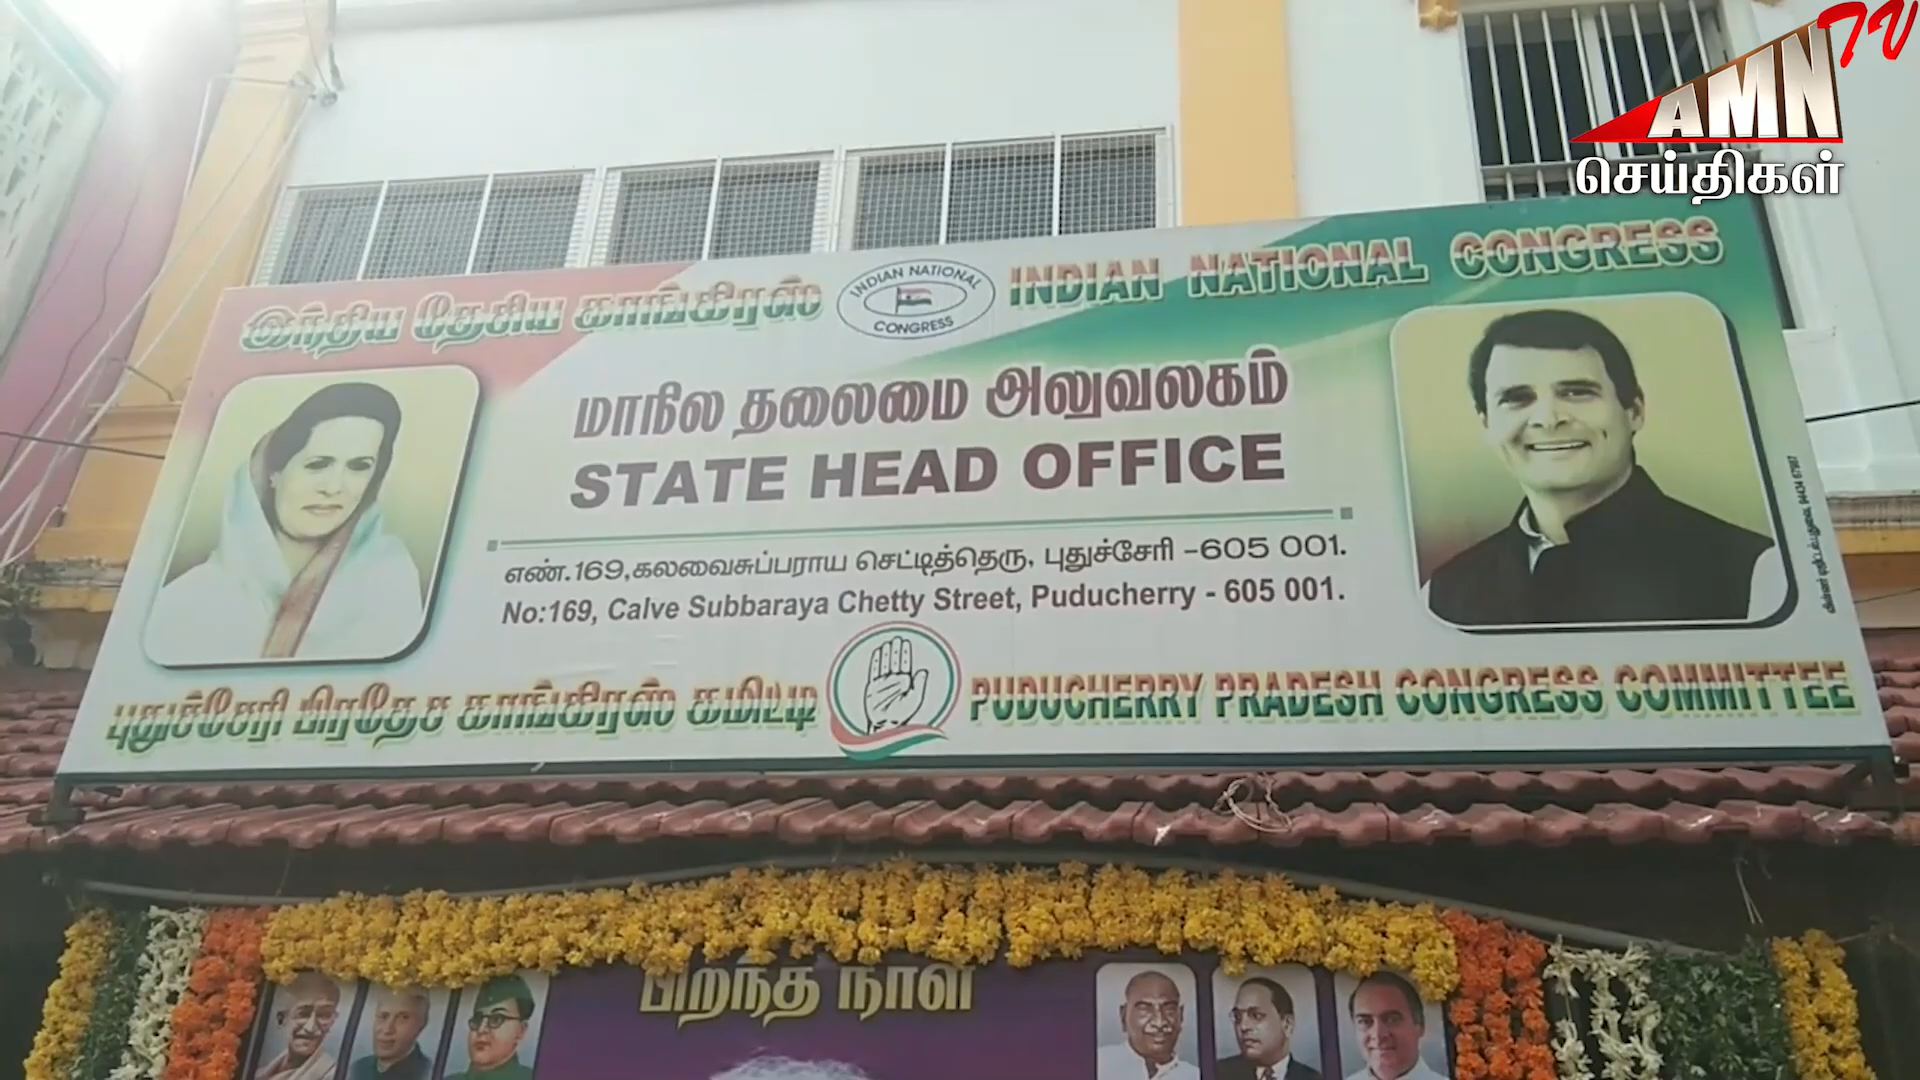 AMN TV
செய்திகள்
இந்திய தேசிய காங்கிரஸ்
INDIAN NATIONAL CONGRESS
INDIAN NATIONAL CONGRESS
மாநில தலைமை அலுவலகம்
STATE HEAD OFFICE
எண்.169,கலவைசுப்பராய செட்டித்தெரு, புதுச்சேரி -605 001.
No:169, Calve Subbaraya Chetty Street, Puducherry - 605 001.
புதுச்சேரி பிரதேச காங்கிரஸ் கமிட்டி
PUDUCHERRY PRADESH CONGRESS COMMITTEE
பிறந்த நாள்